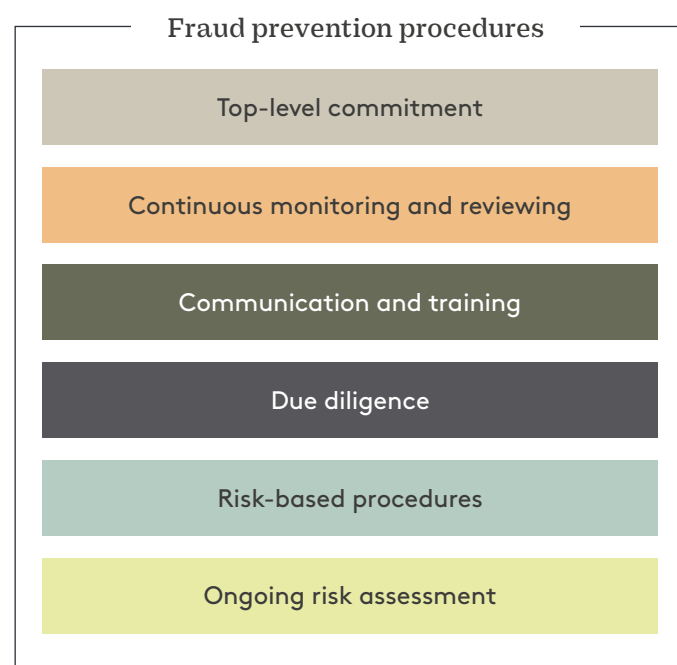 Fraud prevention procedures
Top-level commitment
Continuous monitoring and reviewing
Communication and training
Due diligence
Risk-based procedures
Ongoing risk assessment